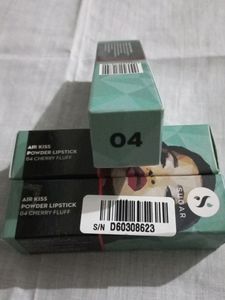 04
AIR KISS
POWDER LIPSTICK
04 CHERRY FLUFF
AIR KISS
POWDER LIPSTICK
04 CHERRY FLUFF
SUGAR
S/N D60308623